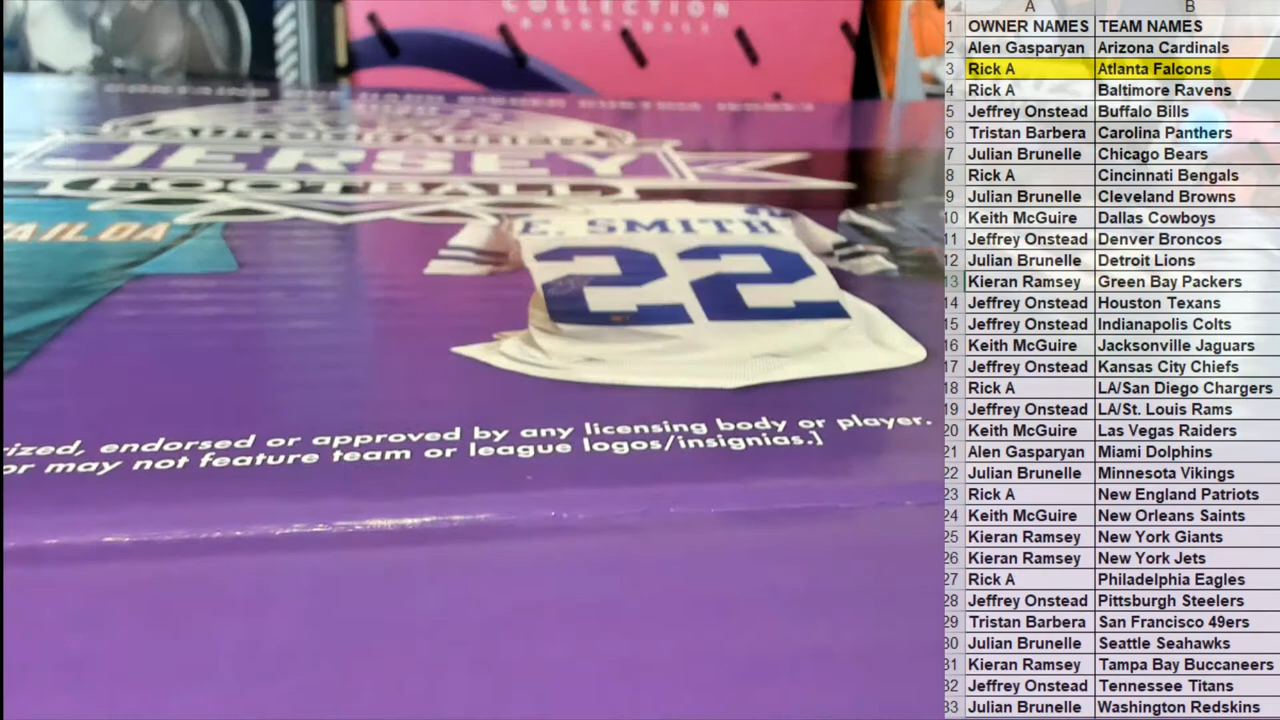 COLLECTION
BASKETBALL
AUTOGRAPHED
JERSEY
FOOTBALL
E. SMITH
22
endorsed or approved by any licensing body or player.
or may not feature team or league logos/insignias.]
A B
1 OWNER NAMES TEAM NAMES
2 Alen Gasparyan Arizona Cardinals
3 Rick A Atlanta Falcons
4 Rick A Baltimore Ravens
5 Jeffrey Onstead Buffalo Bills
6 Tristan Barbera Carolina Panthers
7 Julian Brunelle Chicago Bears
8 Rick A Cincinnati Bengals
9 Julian Brunelle Cleveland Browns
10 Keith McGuire Dallas Cowboys
11 Jeffrey Onstead Denver Broncos
12 Julian Brunelle Detroit Lions
13 Kieran Ramsey Green Bay Packers
14 Jeffrey Onstead Houston Texans
15 Jeffrey Onstead Indianapolis Colts
16 Keith McGuire Jacksonville Jaguars
17 Jeffrey Onstead Kansas City Chiefs
18 Rick A LA/San Diego Chargers
19 Jeffrey Onstead LA/St. Louis Rams
20 Keith McGuire Las Vegas Raiders
21 Alen Gasparyan Miami Dolphins
22 Julian Brunelle Minnesota Vikings
23 Rick A New England Patriots
24 Keith McGuire New Orleans Saints
25 Kieran Ramsey New York Giants
26 Kieran Ramsey New York Jets
27 Rick A Philadelphia Eagles
28 Jeffrey Onstead Pittsburgh Steelers
29 Tristan Barbera San Francisco 49ers
30 Julian Brunelle Seattle Seahawks
31 Kieran Ramsey Tampa Bay Buccaneers
32 Jeffrey Onstead Tennessee Titans
33 Julian Brunelle Washington Redskins